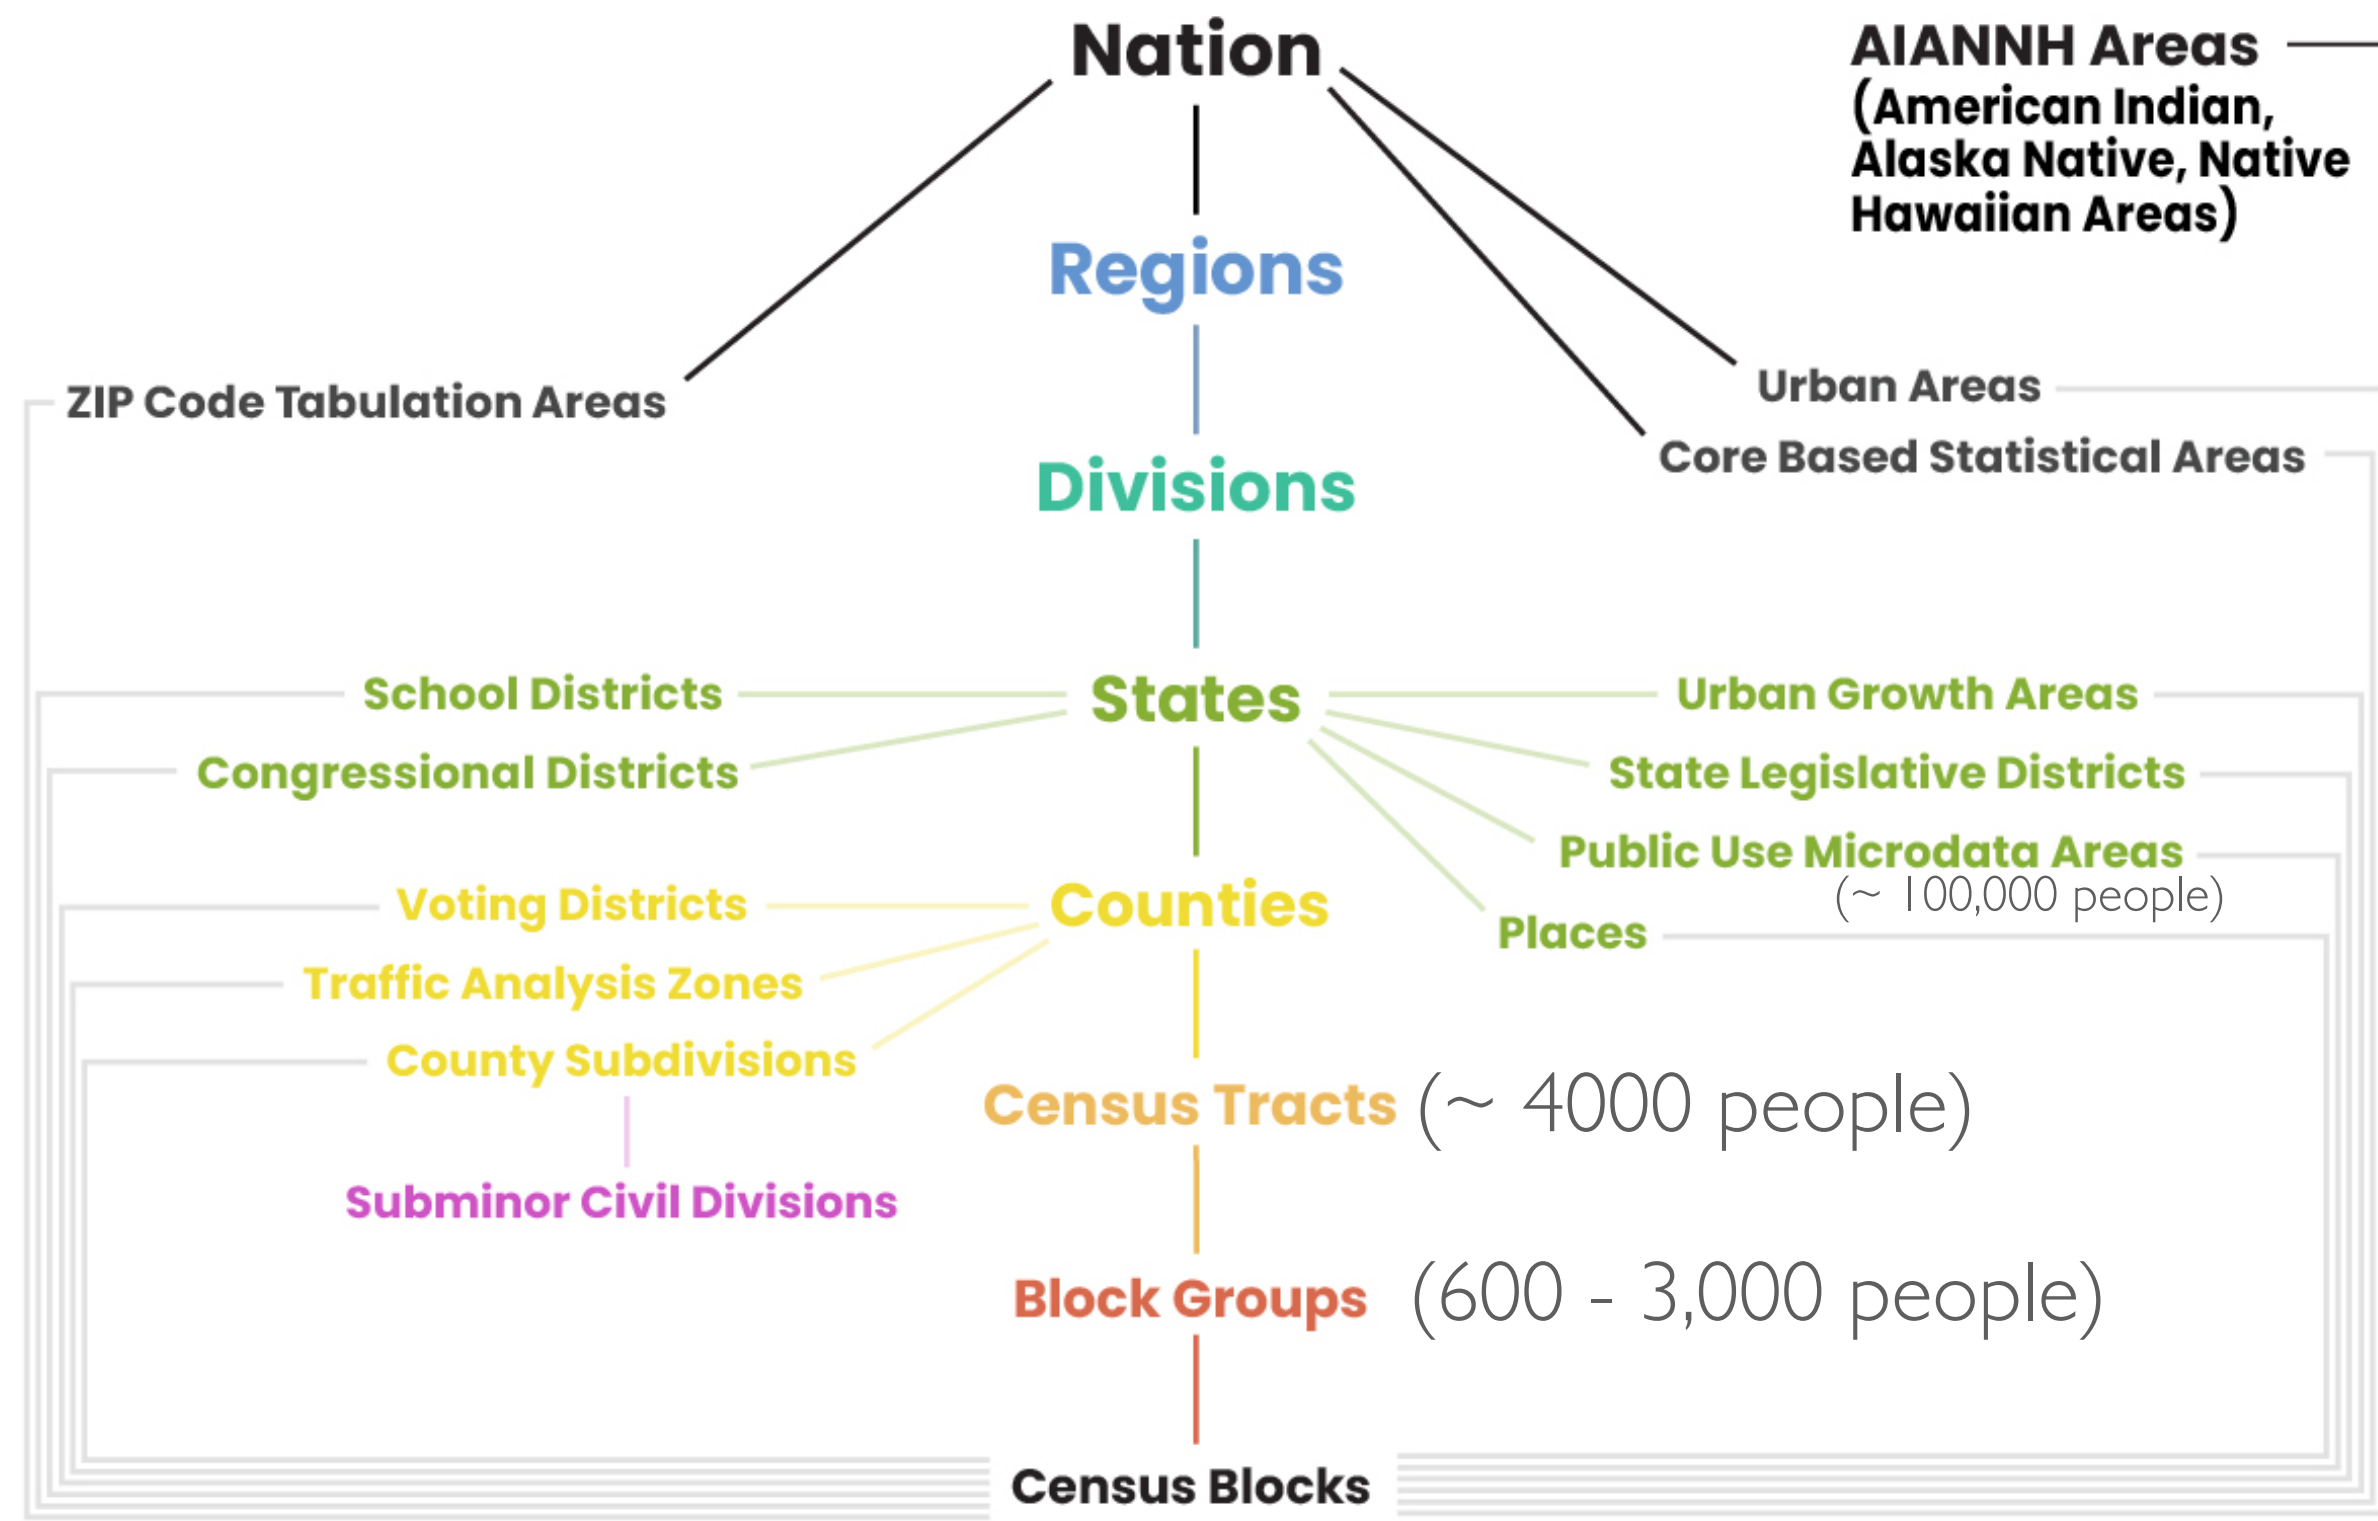 Nation
AIANNH Areas
(American Indian,
Alaska Native, Native
Hawaiian Areas)
Regions
ZIP Code Tabulation Areas
Urban Areas
Core Based Statistical Areas
Divisions
School Districts
States
Urban Growth Areas
Congressional Districts
State Legislative Districts
Public Use Microdata Areas
(~ 100,000 people)
Voting Districts
Counties
Places
Traffic Analysis Zones
County Subdivisions
Census Tracts (~ 4000 people)
Subminor Civil Divisions
Block Groups (600 - 3,000 people)
Census Blocks